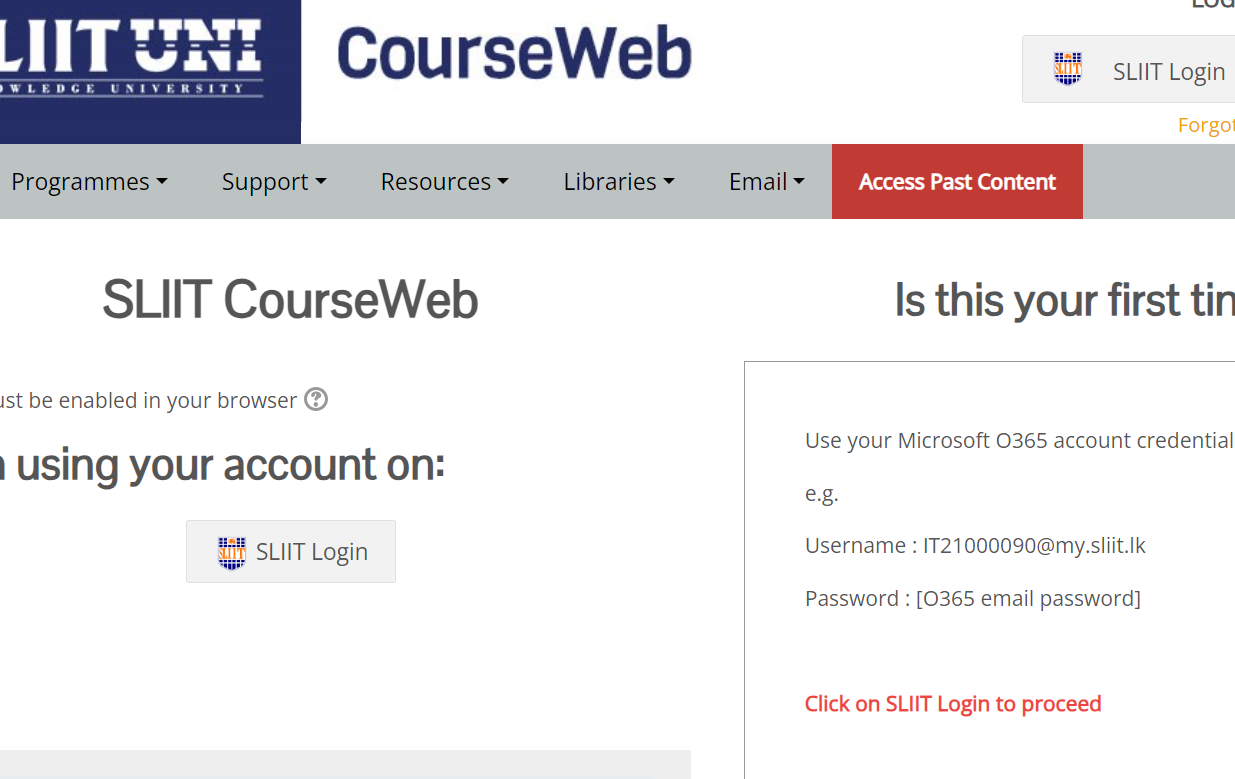 LIIT UNI
OWLEDGE UNIVERSITY
CourseWeb
SLIIT Login
Forgot
Programmes
Support
Resources
Libraries
Email
Access Past Content
SLIIT CourseWeb
Is this your first tim
ust be enabled in your browser
using your account on:
SLIIT
SLIIT Login
Use your Microsoft O365 account credential
e.g.
Username : IT21000090@my.sliit.lk
Password : [O365 email password]
Click on SLIIT Login to proceed